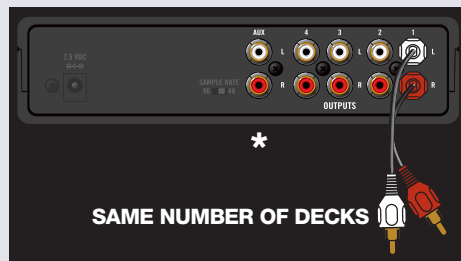 AUX 4 3 2 1
L L L L
7,5 VDC
SAMPLE RATE
96 48
R R R R
OUTPUTS
*
SAME NUMBER OF DECKS